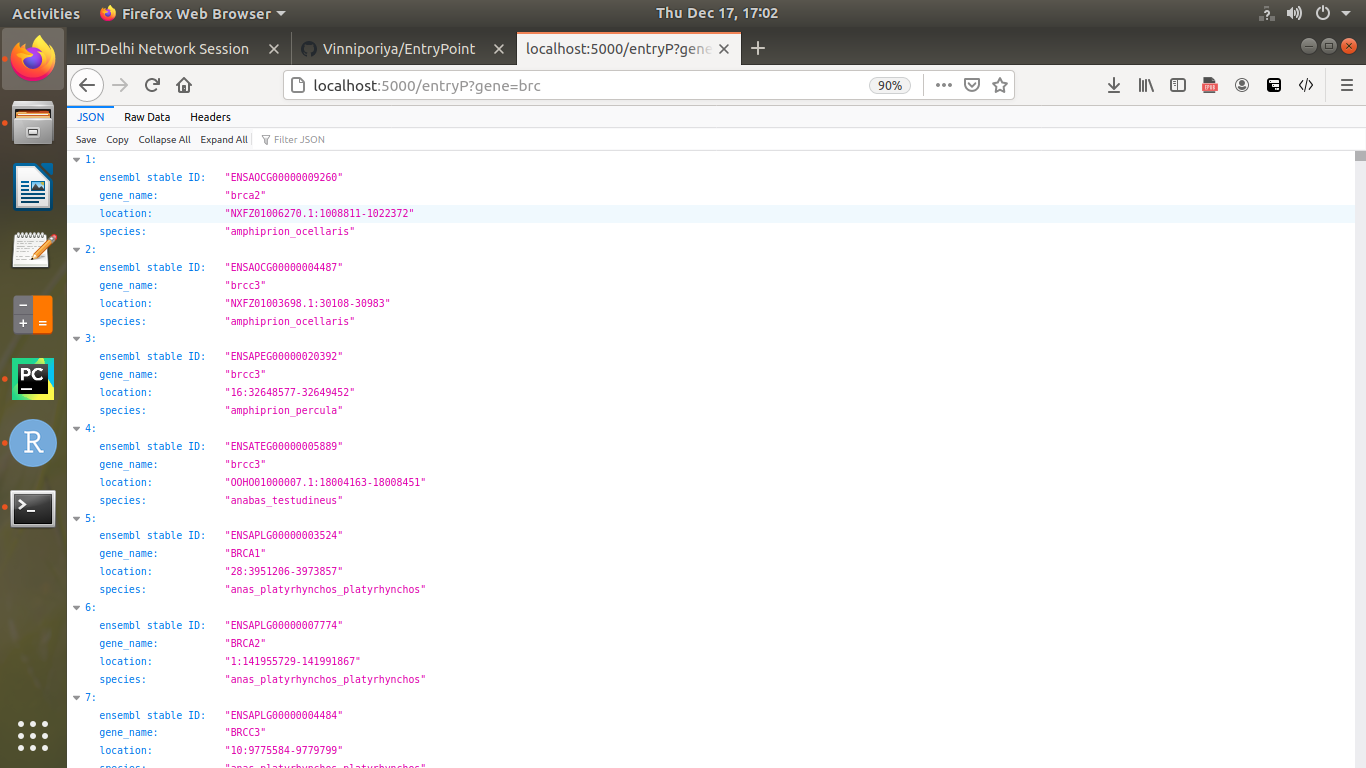 Activities Firefox Web Browser Thu Dec 17, 17:02
IIIT-Delhi Network Session Vinniporiya/EntryPoint localhost:5000/entryP?gene
localhost:5000/entryP?gene=brc 90%
JSON Raw Data Headers
Save Copy Collapse All Expand All Filter JSON
1:
ensembl stable ID: "ENSAOCG00000009260"
gene_name: "brca2"
location: "NXFZ01006270.1:1008811-1022372"
species: "amphiprion_ocellaris"
2:
ensembl stable ID: "ENSAOCG00000004487"
gene_name: "brcc3"
location: "NXFZ01003698.1:30108-30983"
species: "amphiprion_ocellaris"
3:
ensembl stable ID: "ENSAPEG00000020392"
gene_name: "brcc3"
location: "16:32648577-32649452"
species: "amphiprion_percula"
4:
ensembl stable ID: "ENSATEG00000005889"
gene_name: "brcc3"
location: "OOHO01000007.1:18004163-18008451"
species: "anabas_testudineus"
5:
ensembl stable ID: "ENSAPLG00000003524"
gene_name: "BRCA1"
location: "28:3951206-3973857"
species: "anas_platyrhynchos_platyrhynchos"
6:
ensembl stable ID: "ENSAPLG00000007774"
gene_name: "BRCA2"
location: "1:141955729-141991867"
species: "anas_platyrhynchos_platyrhynchos"
7:
ensembl stable ID: "ENSAPLG00000004484"
gene_name: "BRCC3"
location: "10:9775584-9779799"
species: "anas_platyrhynchos_platyrhynchos"
PC
R